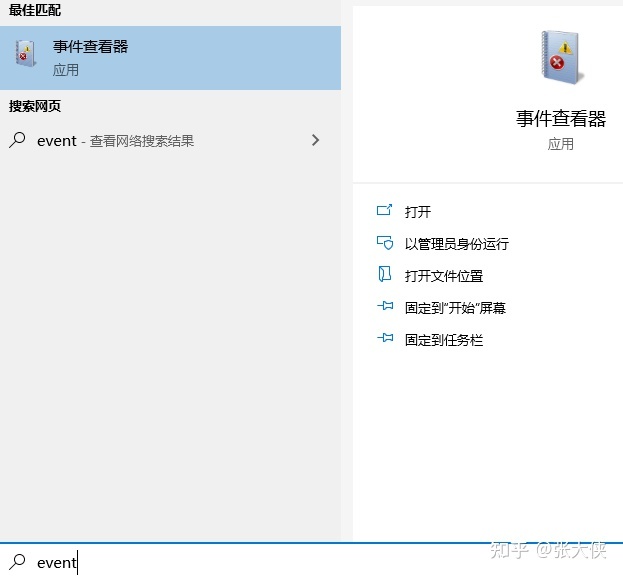 最佳匹配
事件查看器
应用
搜索网页
event - 查看网络搜索结果
事件查看器
应用
打开
以管理员身份运行
打开文件位置
固定到"开始"屏幕
固定到任务栏
知乎 @张大侠
event